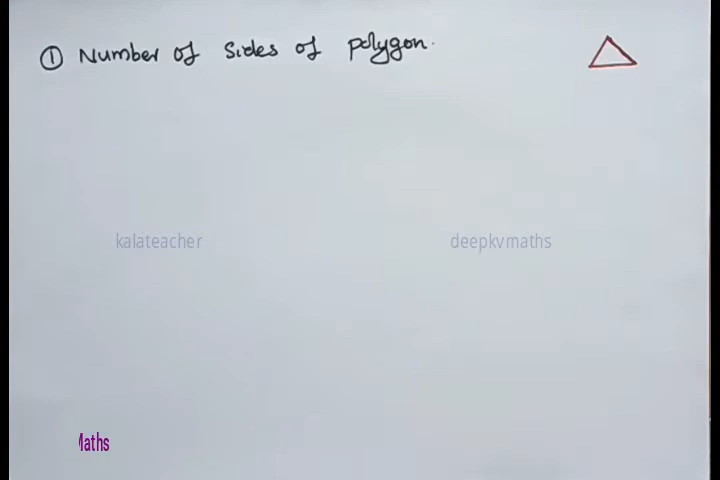 ① Number of Sides of polygon.
kalateacher deepkvmaths
Maths